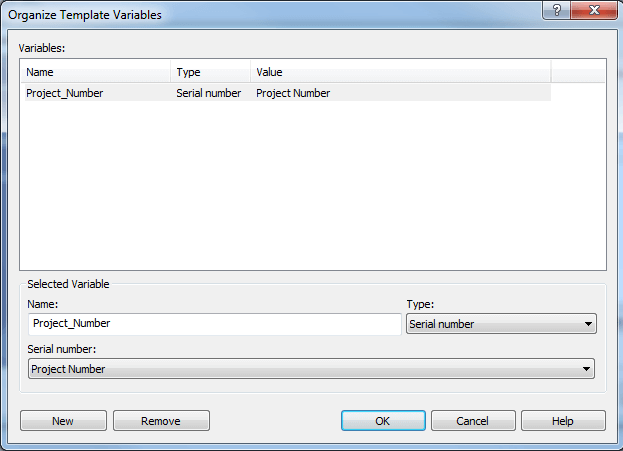 Organize Template Variables
Variables:
Name Type Value
Project_Number Serial number Project Number
Selected Variable
Name: Type:
Project_Number Serial number
Serial number:
Project Number
New Remove OK Cancel Help